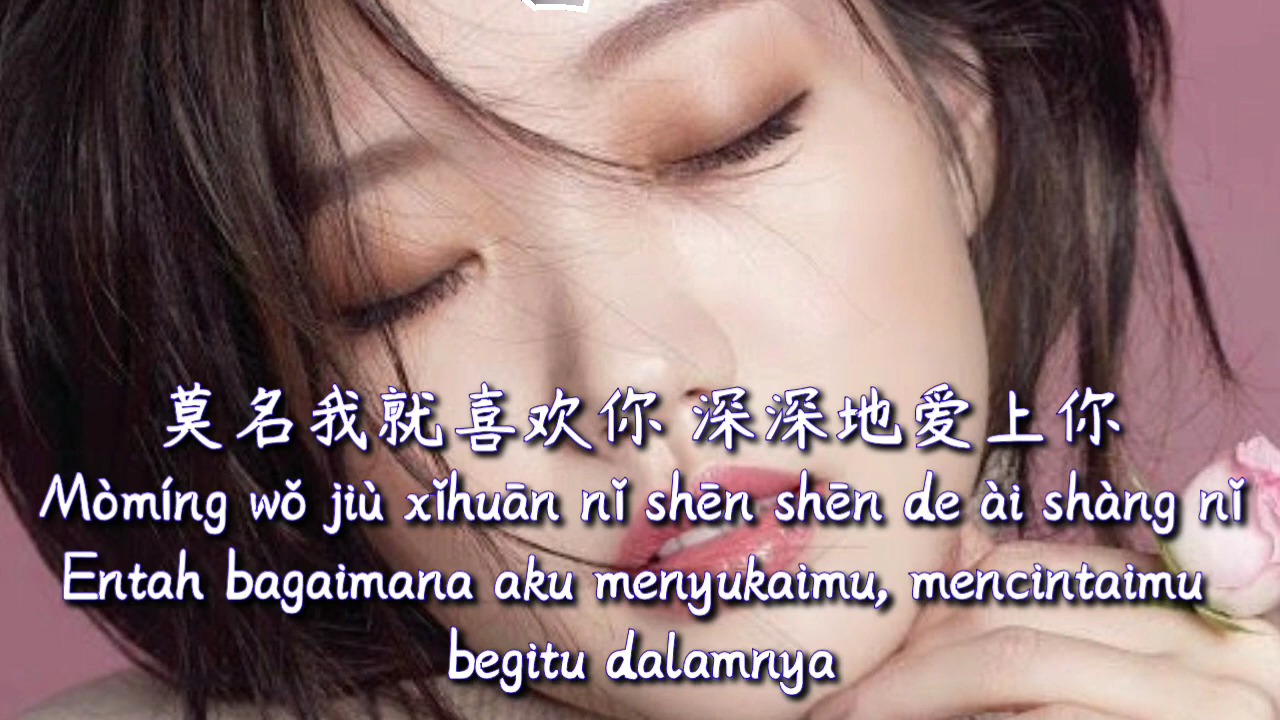 莫名我就喜欢你 深深地爱上你
Mòmíng wǒ jiù xǐhuān nǐ shēn shēn de ài shàng nǐ
Entah bagaimana aku menyukaimu, mencintaimu
begitu dalamnya